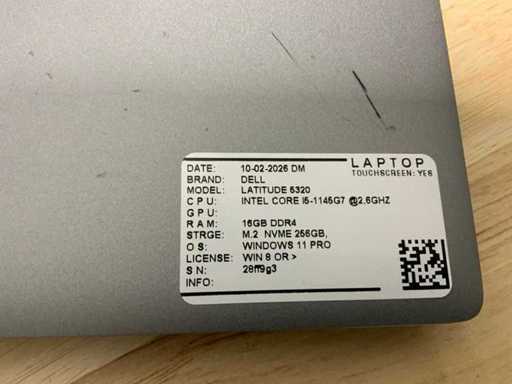 LAPTOP
TOUCHSCREEN: YES
DATE: 10-02-2026 DM
BRAND: DELL
MODEL: LATITUDE 5320
CPU: INTEL CORE i5-1145G7 @2.6GHZ
GPU:
RAM: 16GB DDR4
STRGE: M.2 NVME 256GB,
OS: WINDOWS 11 PRO
LICENSE: WIN 8 OR >
SN: 28ff9g3
INFO: